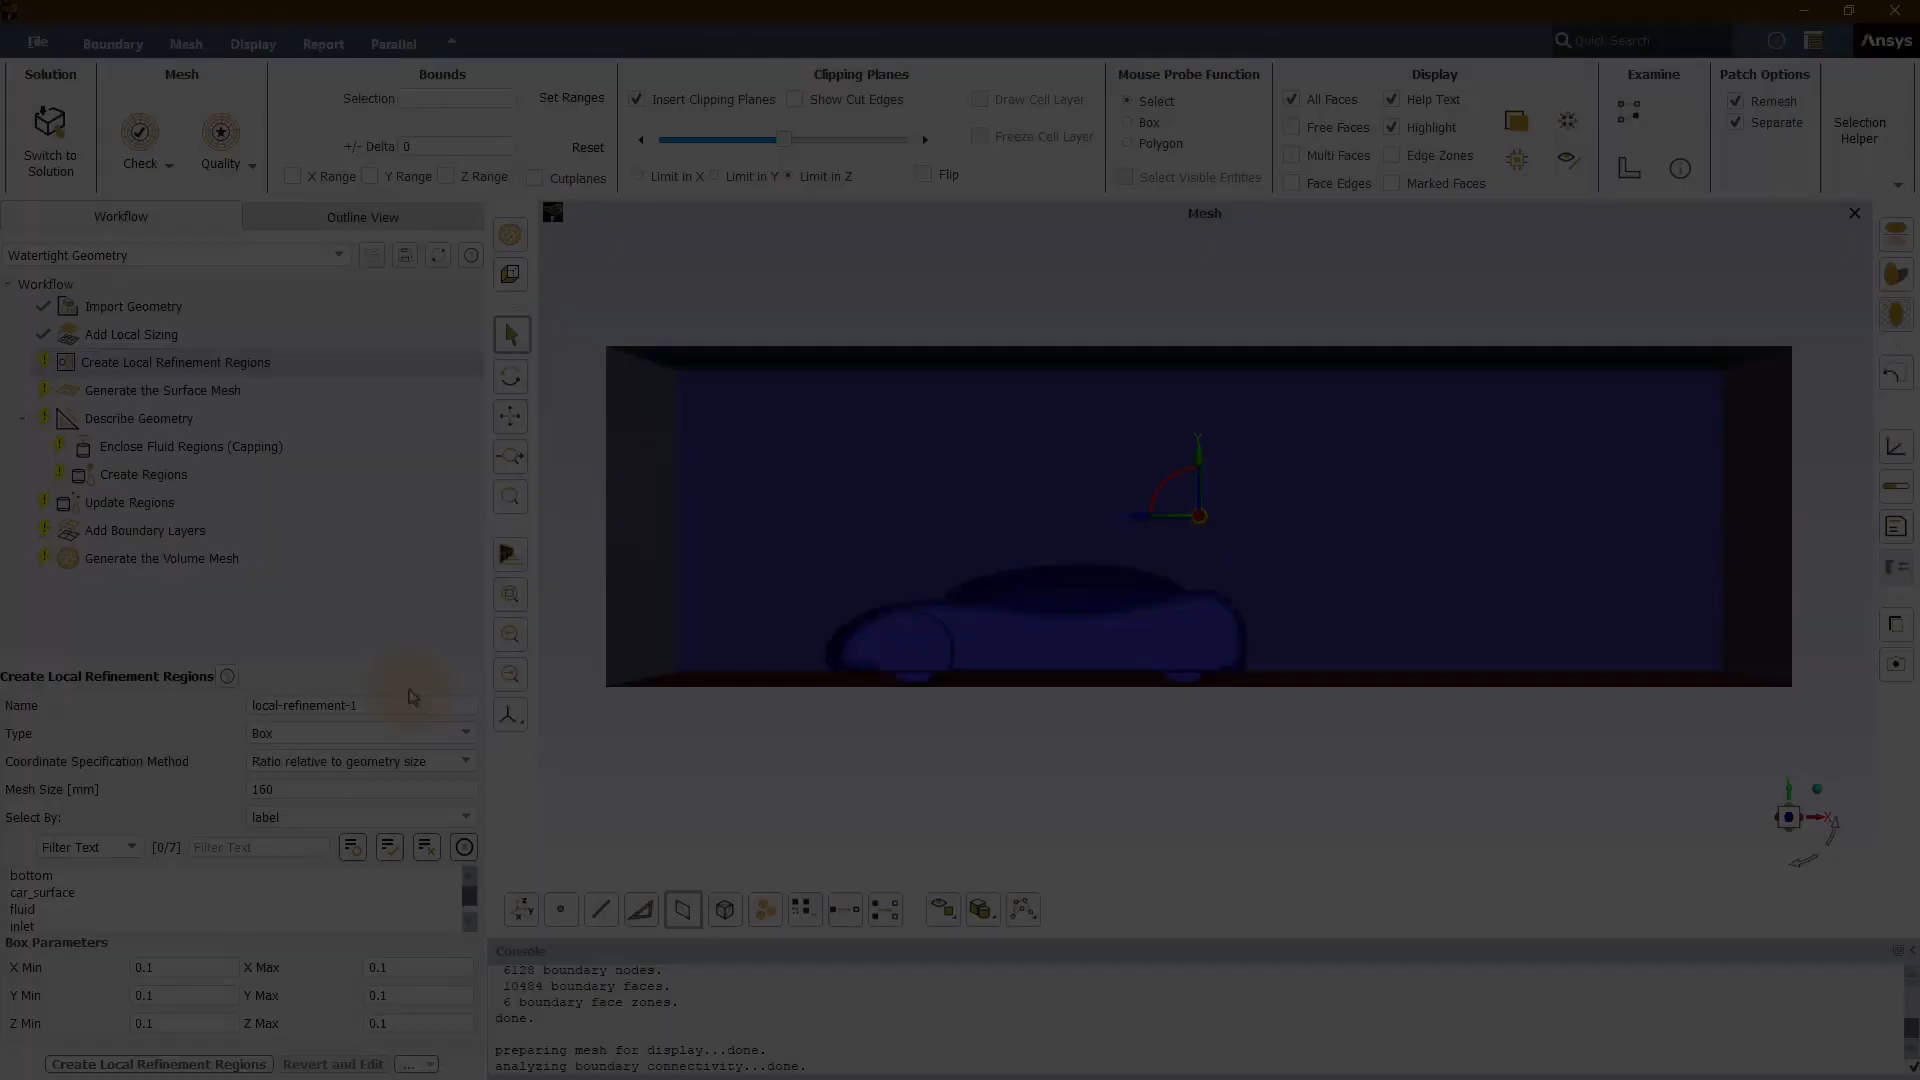 File Boundary Mesh Display Report Parallel Quick Search Ansys
Solution Mesh Bounds Clipping Planes Mouse Probe Function Display Examine Patch Options
Switch to Solution
Check
Quality
Selection Set Ranges
+/- Delta 0 Reset
X Range Y Range Z Range Cutplanes
Insert Clipping Planes Show Cut Edges Draw Cell Layer
Freeze Cell Layer
Limit in X Limit in Y Limit in Z Flip
Select
Box
Polygon
Select Visible Entities
All Faces Help Text
Free Faces Highlight
Multi Faces Edge Zones
Face Edges Marked Faces
Remesh
Separate
Selection Helper
Workflow Outline View
Watertight Geometry
Workflow
Import Geometry
Add Local Sizing
Create Local Refinement Regions
Generate the Surface Mesh
Describe Geometry
Enclose Fluid Regions (Capping)
Create Regions
Update Regions
Add Boundary Layers
Generate the Volume Mesh
Create Local Refinement Regions
Name local-refinement-1
Type Box
Coordinate Specification Method Ratio relative to geometry size
Mesh Size [mm] 160
Select By: label
Filter Text [0/7] Filter Text
bottom
car_surface
fluid
inlet
Box Parameters
X Min 0.1 X Max 0.1
Y Min 0.1 Y Max 0.1
Z Min 0.1 Z Max 0.1
Create Local Refinement Regions Revert and Edit ...
Mesh
Y
X
Console
6128 boundary nodes.
10484 boundary faces.
6 boundary face zones.
done.
preparing mesh for display...done.
analyzing boundary connectivity...done.